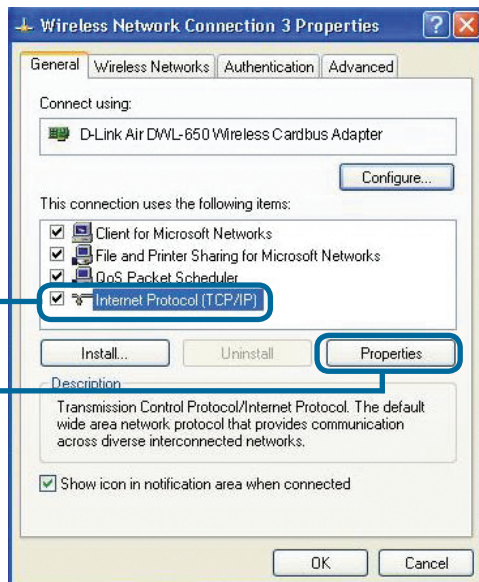 Wireless Network Connection 3 Properties
General Wireless Networks Authentication Advanced
Connect using:
D-Link Air DWL-650 Wireless Cardbus Adapter
Configure...
This connection uses the following items:
Client for Microsoft Networks
File and Printer Sharing for Microsoft Networks
QoS Packet Scheduler
Internet Protocol (TCP/IP)
Install... Uninstall Properties
Description
Transmission Control Protocol/Internet Protocol. The default
wide area network protocol that provides communication
across diverse interconnected networks.
Show icon in notification area when connected
OK Cancel